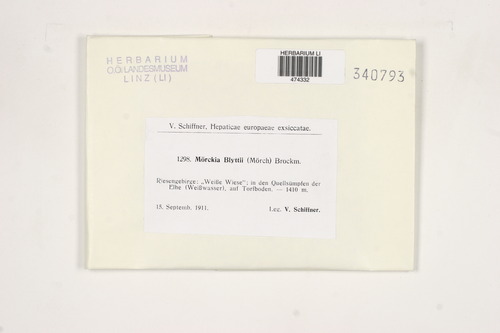 HERBARIUM
O.Ö. LANDESMUSEUM
LINZ (LI)
HERBARIUM LI
474332
340793
V. Schiffner, Hepaticae europaeae exsiccatae.
1298. Mörckia Blyttii (Mörch) Brockm.
Riesengebirge: „Weiße Wiese"; in den Quellsümpfen der
Elbe (Weißwasser), auf Torfboden. — 1410 m.
15. Septemb. 1911. Leg. V. Schiffner.